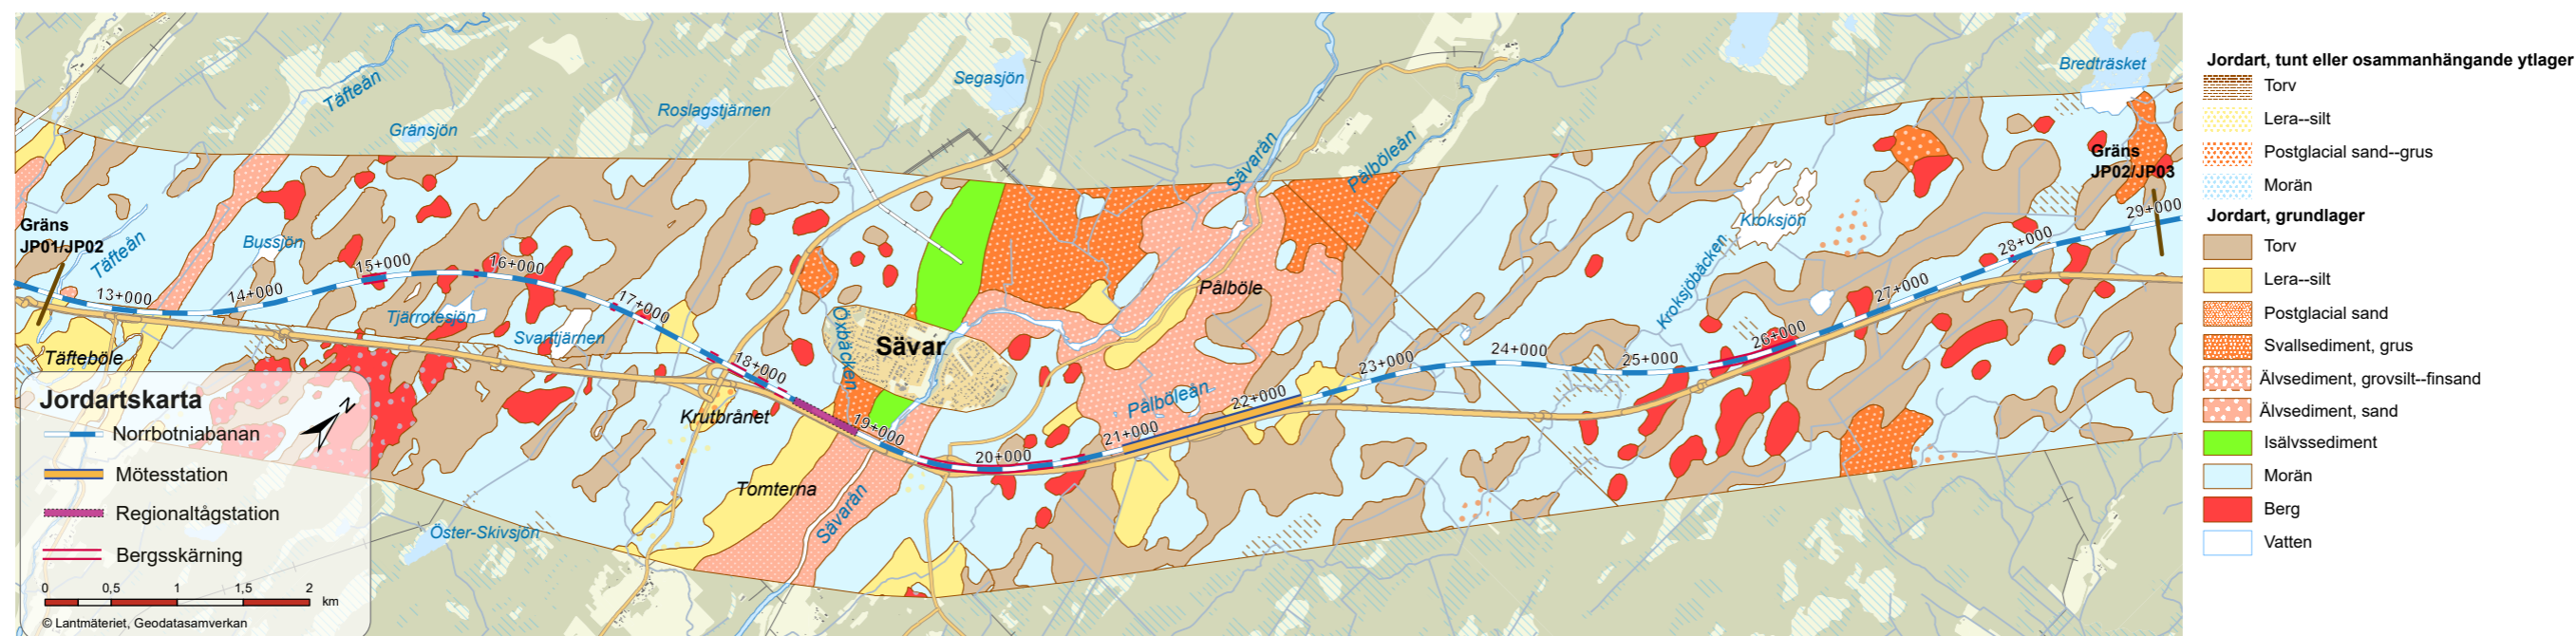 Täfteån
Gränsjön
Roslagstjärnen
Segasjön
Sävarån
Pålböleån
Bredträsket
Gräns
JP01/JP02
Täfteån
Bussjön
Kroksjön
Kroksjöbäcken
Gräns
JP02/JP03
13+000
14+000
15+000
16+000
17+000
18+000
19+000
20+000
21+000
22+000
23+000
24+000
25+000
26+000
27+000
28+000
29+000
Tjärrotesjön
Svarttjärnen
Öxbäcken
Sävar
Pålböle
Pålböleån
Täfteböle
Krutbrånet
Tomterna
Sävarån
Öster-Skivsjön
Jordartskarta
N
Norrbotniabanan
Mötesstation
Regionaltågstation
Bergsskärning
0 0,5 1 1,5 2
km
© Lantmäteriet, Geodatasamverkan
Jordart, tunt eller osammanhängande ytlager
Torv
Lera--silt
Postglacial sand--grus
Morän
Jordart, grundlager
Torv
Lera--silt
Postglacial sand
Svallsediment, grus
Älvsediment, grovsilt--finsand
Älvsediment, sand
Isälvssediment
Morän
Berg
Vatten